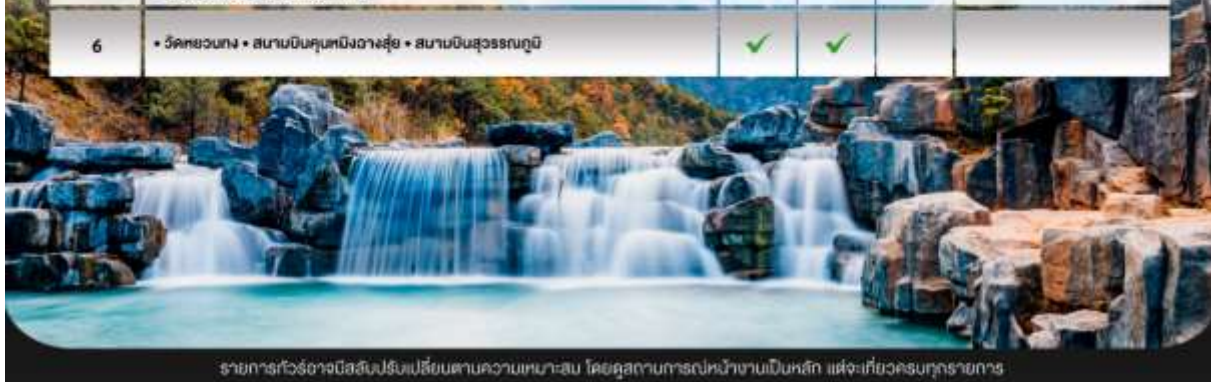 6 • วัดหยวนทง • สนามบินคุนหมิงฉางสุ่ย • สนามบินสุวรรณภูมิ ✓ ✓
รายการทัวร์อาจมีสลับปรับเปลี่ยนตามความเหมาะสม โดยดูสถานการณ์หน้างานเป็นหลัก แต่จะเที่ยวครบทุกรายการ